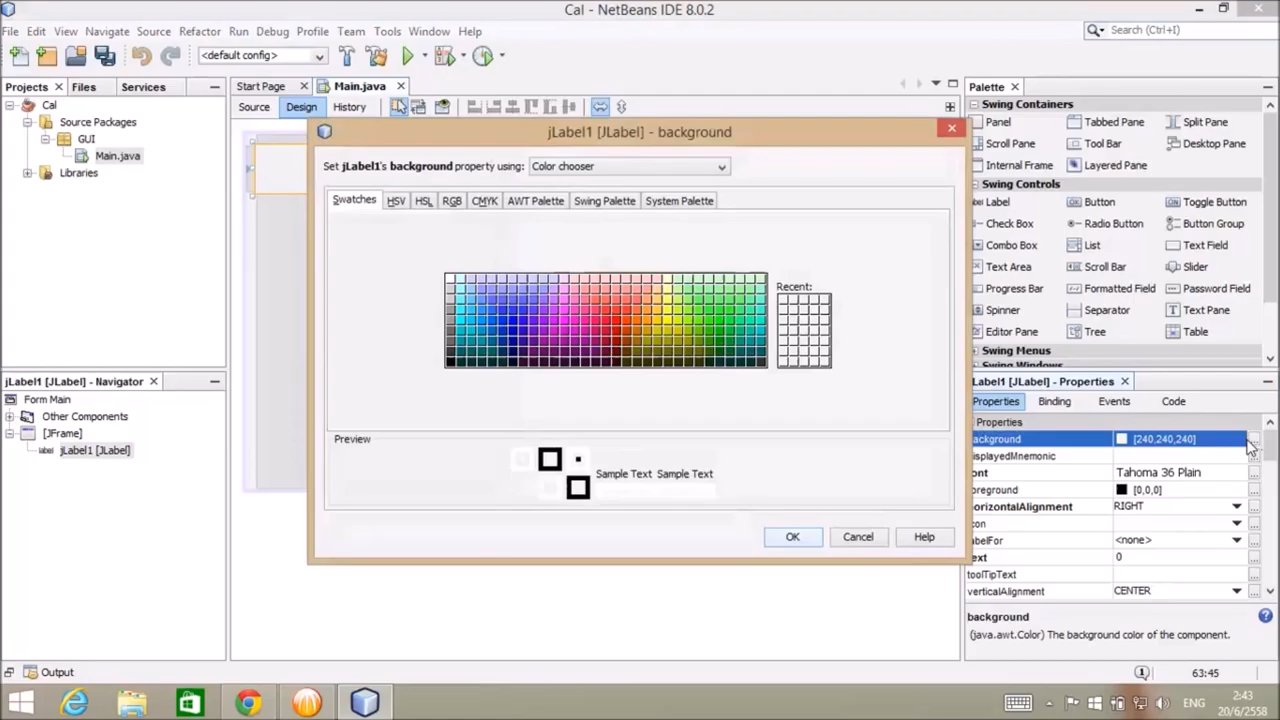 Cal - NetBeans IDE 8.0.2
File Edit View Navigate Source Refactor Run Debug Profile Team Tools Window Help
Search (Ctrl+I)
<default config>
Projects Files Services
Start Page Main.java
Palette
Source Design History
Cal
Source Packages
GUI
Main.java
Libraries
jLabel1 [JLabel] - background
Set jLabel1's background property using: Color chooser
Swatches HSV HSL RGB CMYK AWT Palette Swing Palette System Palette
Recent:
Preview
Sample Text Sample Text
OK Cancel Help
Swing Containers
Panel Tabbed Pane Split Pane
Scroll Pane Tool Bar Desktop Pane
Internal Frame Layered Pane
Swing Controls
Label Button Toggle Button
Check Box Radio Button Button Group
Combo Box List Text Field
Text Area Scroll Bar Slider
Progress Bar Formatted Field Password Field
Spinner Separator Text Pane
Editor Pane Tree Table
Swing Menus
Swing Windows
jLabel1 [JLabel] - Navigator
Form Main
Other Components
[JFrame]
jLabel1 [JLabel]
Label1 [JLabel] - Properties
Properties Binding Events Code
Properties
ackground [240,240,240]
isplayedMnemonic
ont Tahoma 36 Plain
oreground [0,0,0]
orizontalAlignment RIGHT
con
abelFor <none>
ext 0
toolTipText
verticalAlignment CENTER
background
(java.awt.Color) The background color of the component.
Output
1 63:45
ENG
2:43
20/6/2558